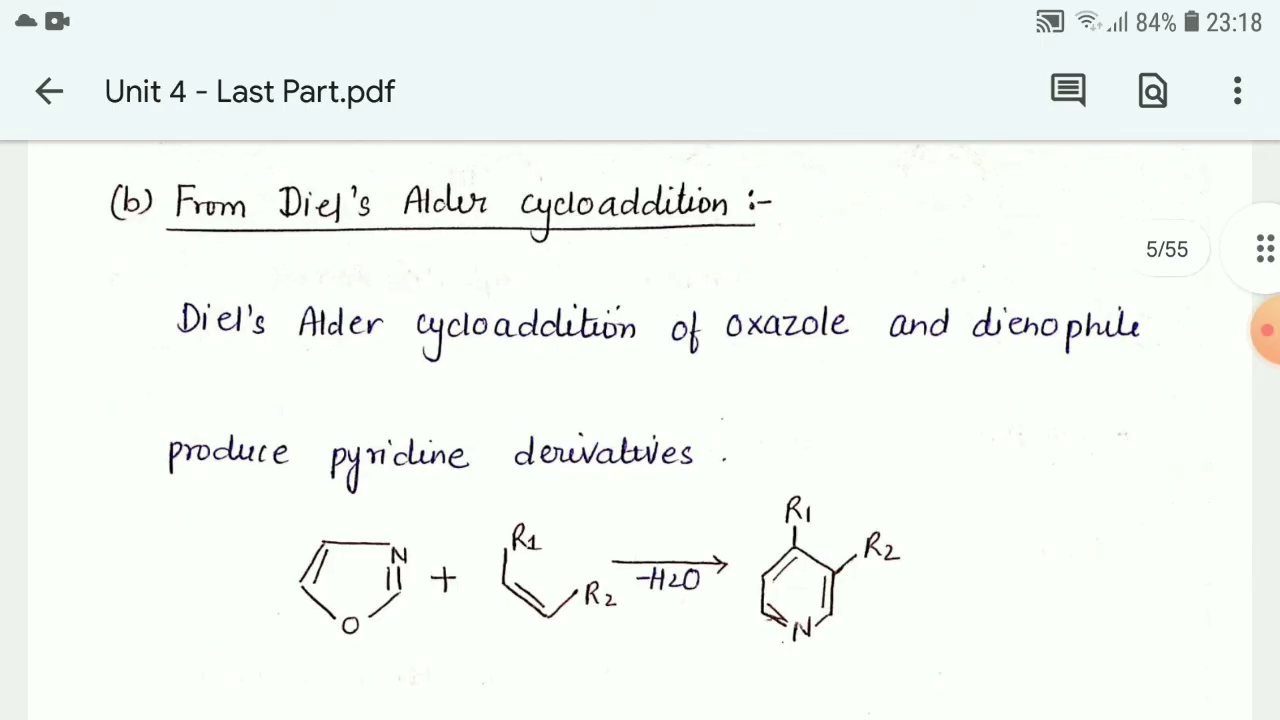 84% 23:18
Unit 4 - Last Part.pdf
(b) From Diel's Alder cycloaddition :-
5/55
Diel's Alder cycloaddition of oxazole and dienophile
produce pyridine derivatives .
R1
R2
N
O
+
R1
R2
-H2O
N